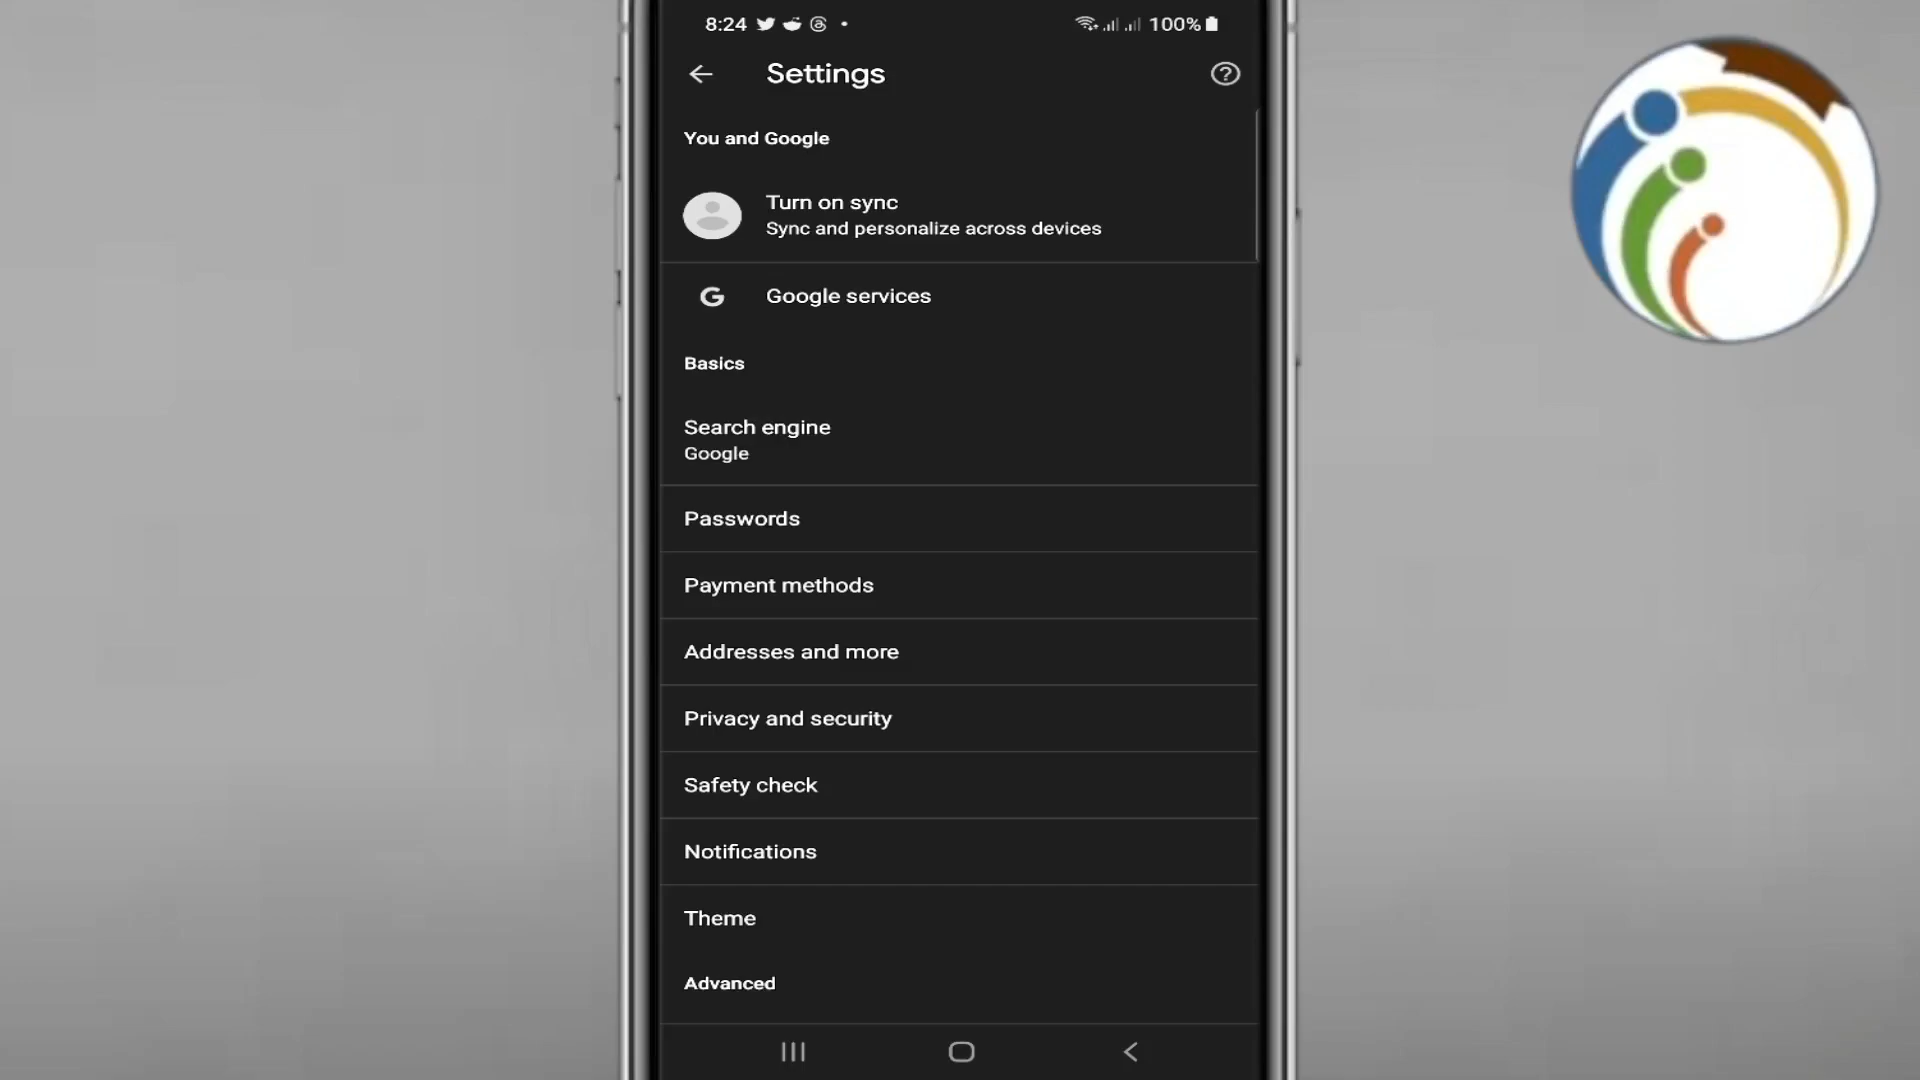 8:24
100%
Settings
You and Google
Turn on sync
Sync and personalize across devices
Google services
Basics
Search engine
Google
Passwords
Payment methods
Addresses and more
Privacy and security
Safety check
Notifications
Theme
Advanced